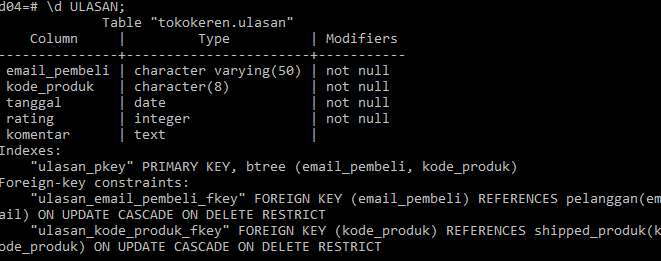 d04=# \d ULASAN;
Table "tokokeren.ulasan"
Column | Type | Modifiers
--------------+-----------------------+-----------
email_pembeli | character varying(50) | not null
kode_produk | character(8) | not null
tanggal | date | not null
rating | integer | not null
komentar | text |
Indexes:
"ulasan_pkey" PRIMARY KEY, btree (email_pembeli, kode_produk)
Foreign-key constraints:
"ulasan_email_pembeli_fkey" FOREIGN KEY (email_pembeli) REFERENCES pelanggan(em
ail) ON UPDATE CASCADE ON DELETE RESTRICT
"ulasan_kode_produk_fkey" FOREIGN KEY (kode_produk) REFERENCES shipped_produk(k
ode_produk) ON UPDATE CASCADE ON DELETE RESTRICT